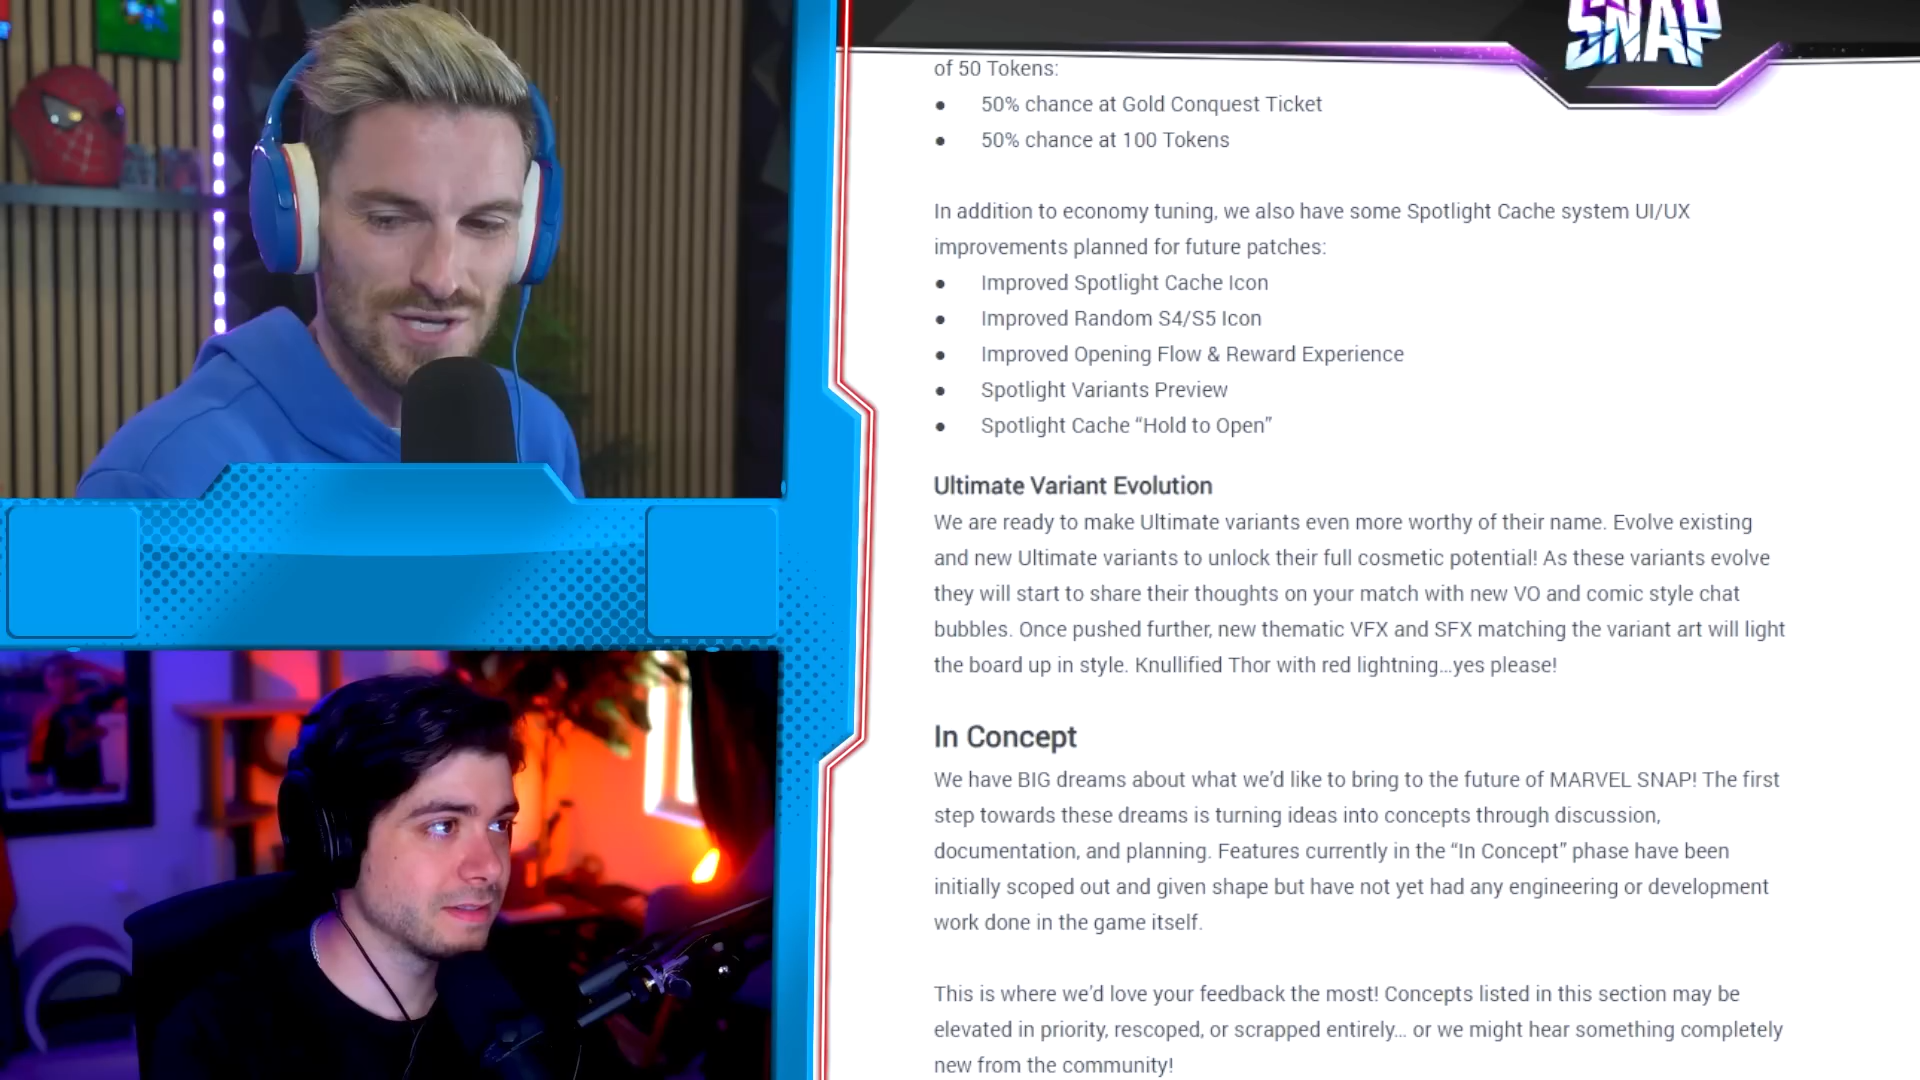 SNAP
of 50 Tokens:
● 50% chance at Gold Conquest Ticket
● 50% chance at 100 Tokens
In addition to economy tuning, we also have some Spotlight Cache system UI/UX
improvements planned for future patches:
● Improved Spotlight Cache Icon
● Improved Random S4/S5 Icon
● Improved Opening Flow & Reward Experience
● Spotlight Variants Preview
● Spotlight Cache “Hold to Open”
Ultimate Variant Evolution
We are ready to make Ultimate variants even more worthy of their name. Evolve existing
and new Ultimate variants to unlock their full cosmetic potential! As these variants evolve
they will start to share their thoughts on your match with new VO and comic style chat
bubbles. Once pushed further, new thematic VFX and SFX matching the variant art will light
the board up in style. Knullified Thor with red lightning…yes please!
In Concept
We have BIG dreams about what we’d like to bring to the future of MARVEL SNAP! The first
step towards these dreams is turning ideas into concepts through discussion,
documentation, and planning. Features currently in the “In Concept” phase have been
initially scoped out and given shape but have not yet had any engineering or development
work done in the game itself.
This is where we’d love your feedback the most! Concepts listed in this section may be
elevated in priority, rescoped, or scrapped entirely… or we might hear something completely
new from the community!